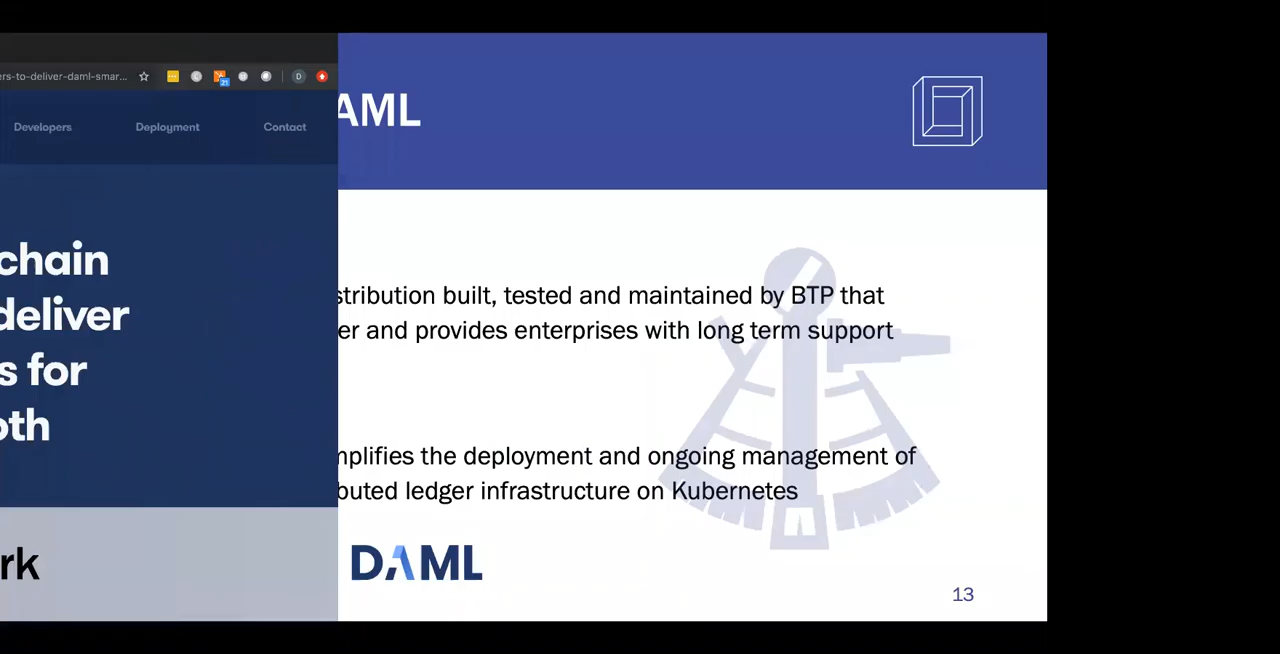 ers-to-deliver-daml-smar...
21
D
Developers Deployment Contact
chain
deliver
s for
oth
rk
AML
stribution built, tested and maintained by BTP that
er and provides enterprises with long term support
mplifies the deployment and ongoing management of
buted ledger infrastructure on Kubernetes
DAML
13